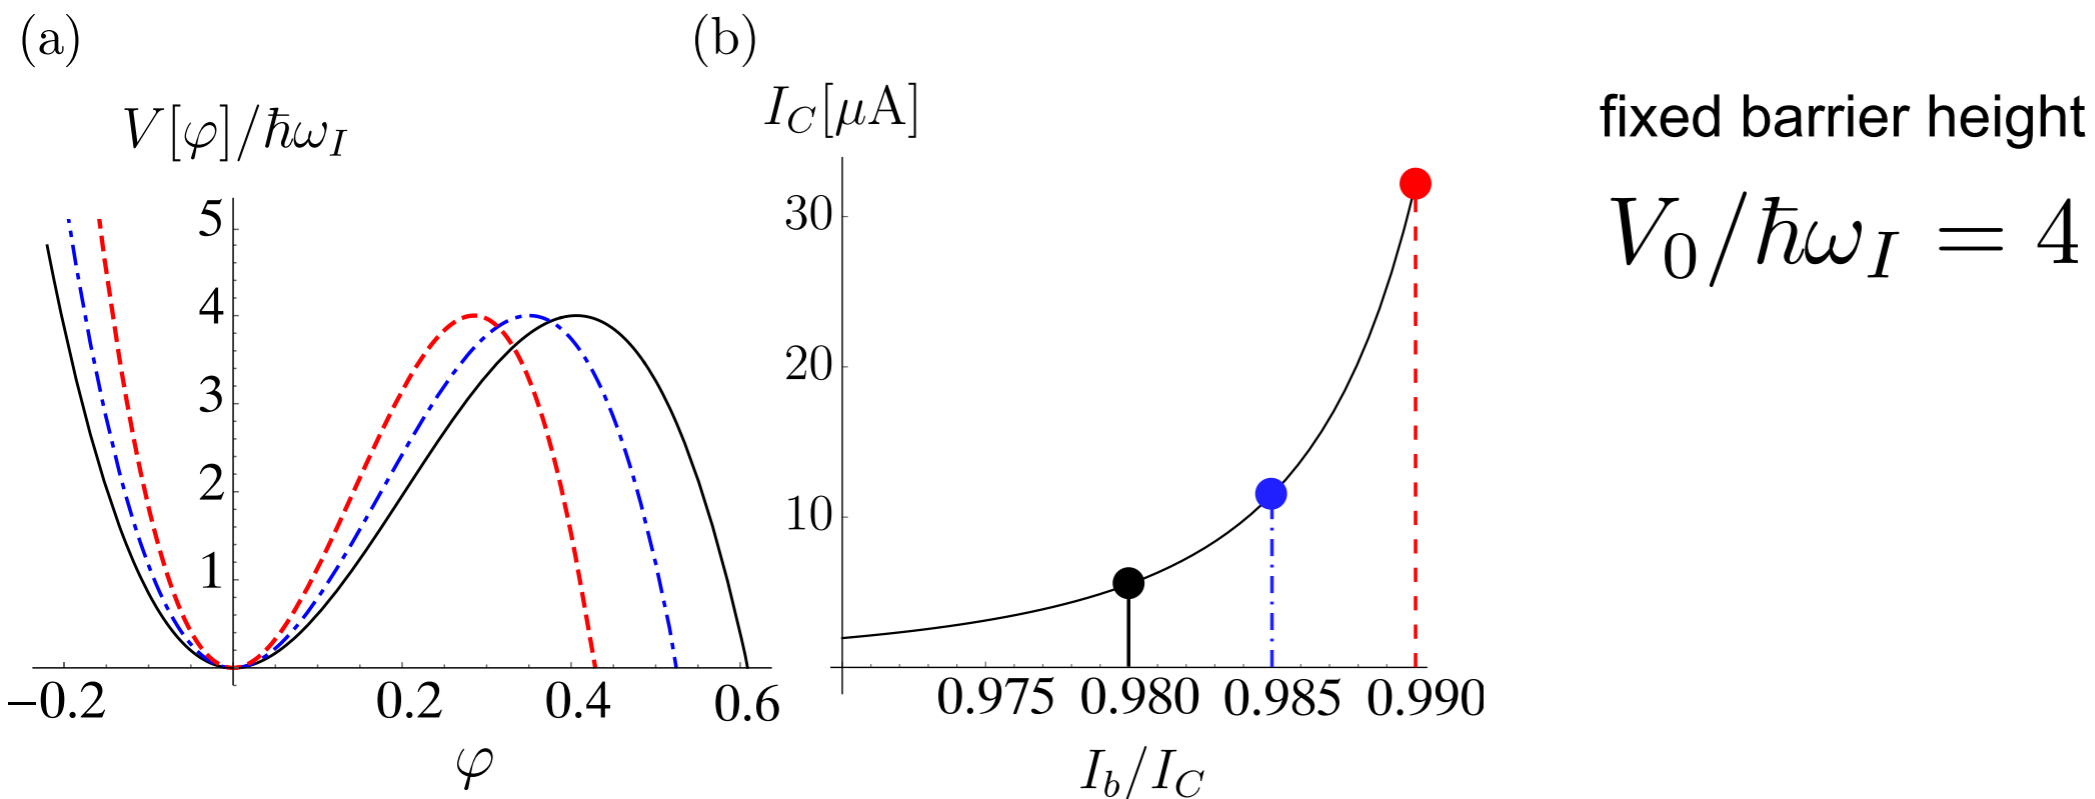 (a)
V[φ]/ħω_I
5
4
3
2
1
−0.2 0.2 0.4 0.6
φ
(b)
I_C[μA]
30
20
10
0.975 0.980 0.985 0.990
I_b/I_C
fixed barrier height
V_0/ħω_I = 4